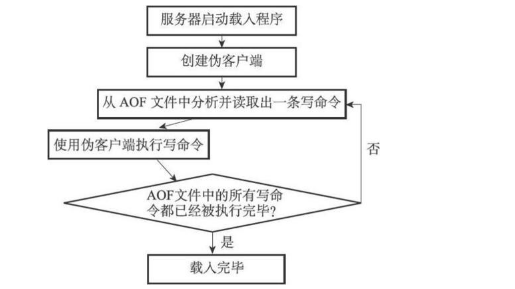 服务器启动载入程序
创建伪客户端
从 AOF 文件中分析并读取出一条写命令
使用伪客户端执行写命令
否
AOF文件中的所有写命
令都已经被执行完毕?
是
载入完毕